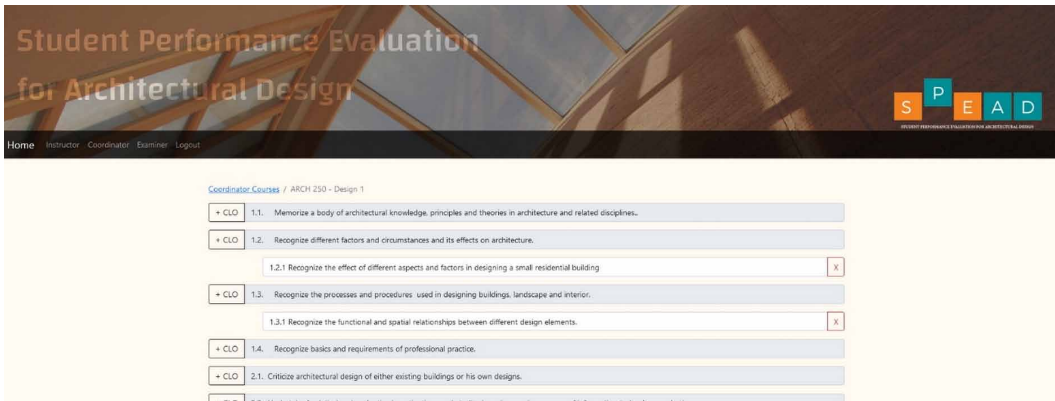 Student Performance Evaluation
for Architectural Design
S P E A D
STUDENT PERFORMANCE EVALUATION FOR ARCHITECTURAL DESIGN
Home Instructor Coordinator Examiner Logout
Coordinator Courses / ARCH 250 - Design 1
+ CLO 1.1. Memorize a body of architectural knowledge, principles and theories in architecture and related disciplines..
+ CLO 1.2. Recognize different factors and circumstances and its effects on architecture.
1.2.1 Recognize the effect of different aspects and factors in designing a small residential building X
+ CLO 1.3. Recognize the processes and procedures used in designing buildings, landscape and interior.
1.3.1 Recognize the functional and spatial relationships between different design elements. X
+ CLO 1.4. Recognize basics and requirements of professional practice.
+ CLO 2.1. Criticize architectural design of either existing buildings or his own designs.